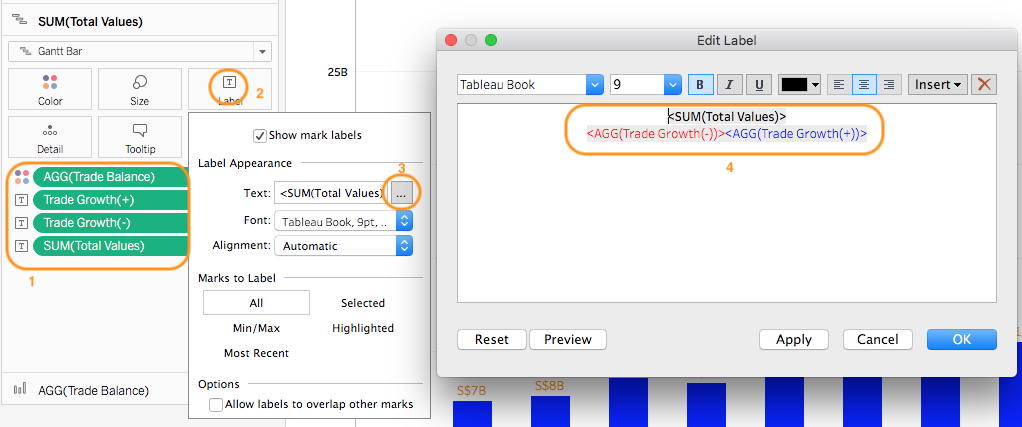 SUM(Total Values)
Gantt Bar
Color
Size
Label
2
Detail
Tooltip
AGG(Trade Balance)
Trade Growth(+)
Trade Growth(-)
SUM(Total Values)
1
AGG(Trade Balance)
Show mark labels
Label Appearance
3
Text: <SUM(Total Values) ...
Font: Tableau Book, 9pt, ..
Alignment: Automatic
Marks to Label
All Selected
Min/Max Highlighted
Most Recent
Options
Allow labels to overlap other marks
25B
S$7B
S$8B
Edit Label
Tableau Book 9 B I U Insert
<SUM(Total Values)>
<AGG(Trade Growth(-))><AGG(Trade Growth(+))>
4
Reset Preview Apply Cancel OK